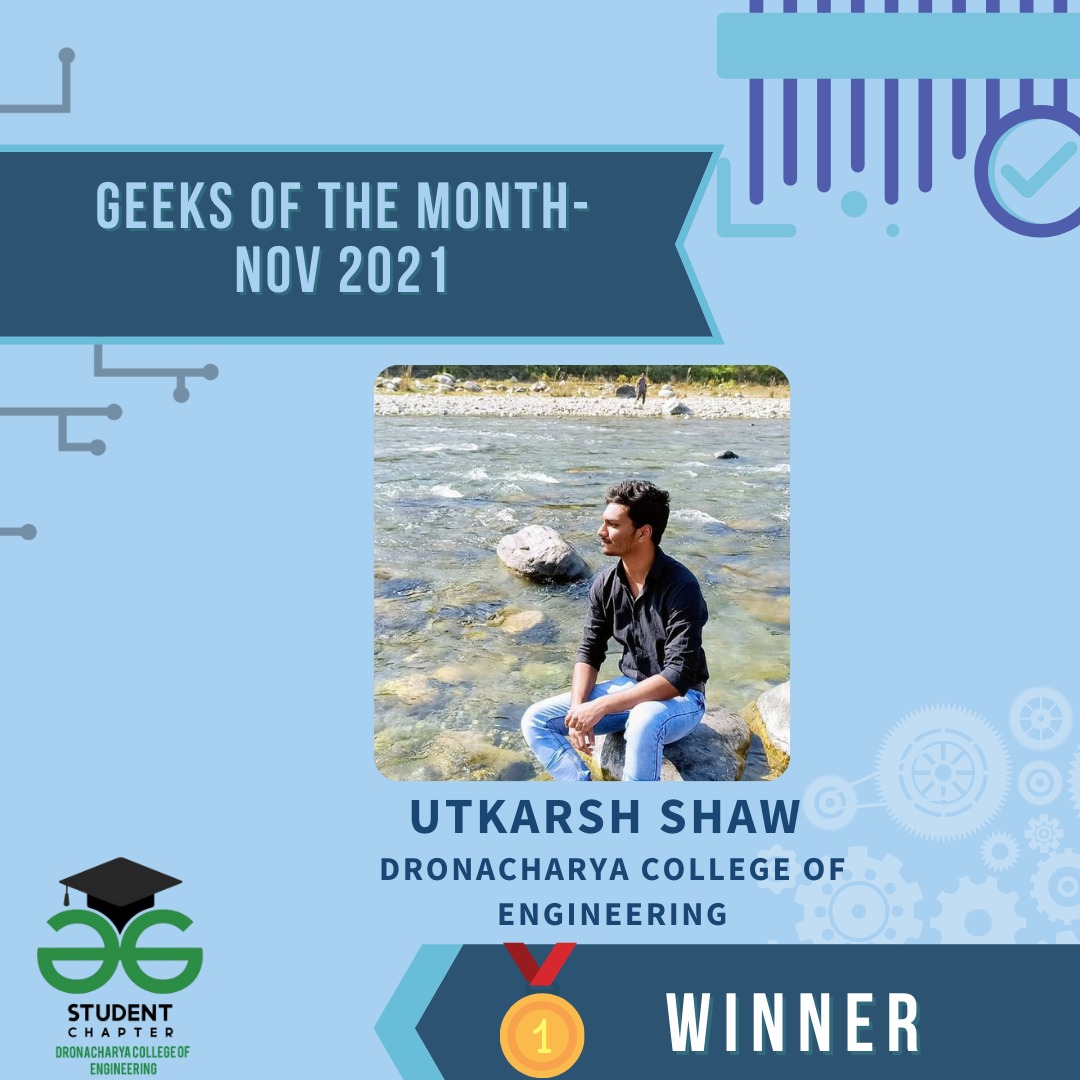 GEEKS OF THE MONTH-
NOV 2021
UTKARSH SHAW
DRONACHARYA COLLEGE OF
ENGINEERING
STUDENT
CHAPTER
DRONACHARYA COLLEGE OF
ENGINEERING
1
WINNER